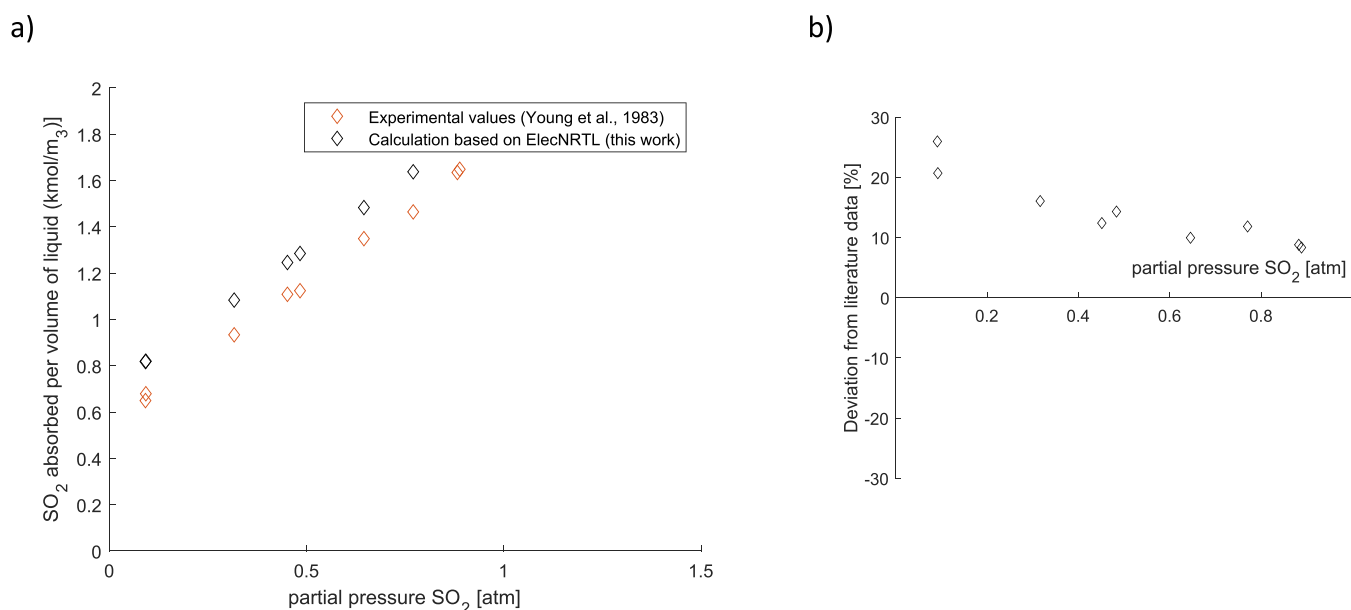 a)
SO2 absorbed per volume of liquid (kmol/m3)]
2
1.8
1.6
1.4
1.2
1
0.8
0.6
0.4
0.2
0
Experimental values (Young et al., 1983)
Calculation based on ElecNRTL (this work)
0 0.5 1 1.5
partial pressure SO2 [atm]
b)
Deviation from literature data [%]
30
20
10
0
-10
-20
-30
partial pressure SO2 [atm]
0.2 0.4 0.6 0.8